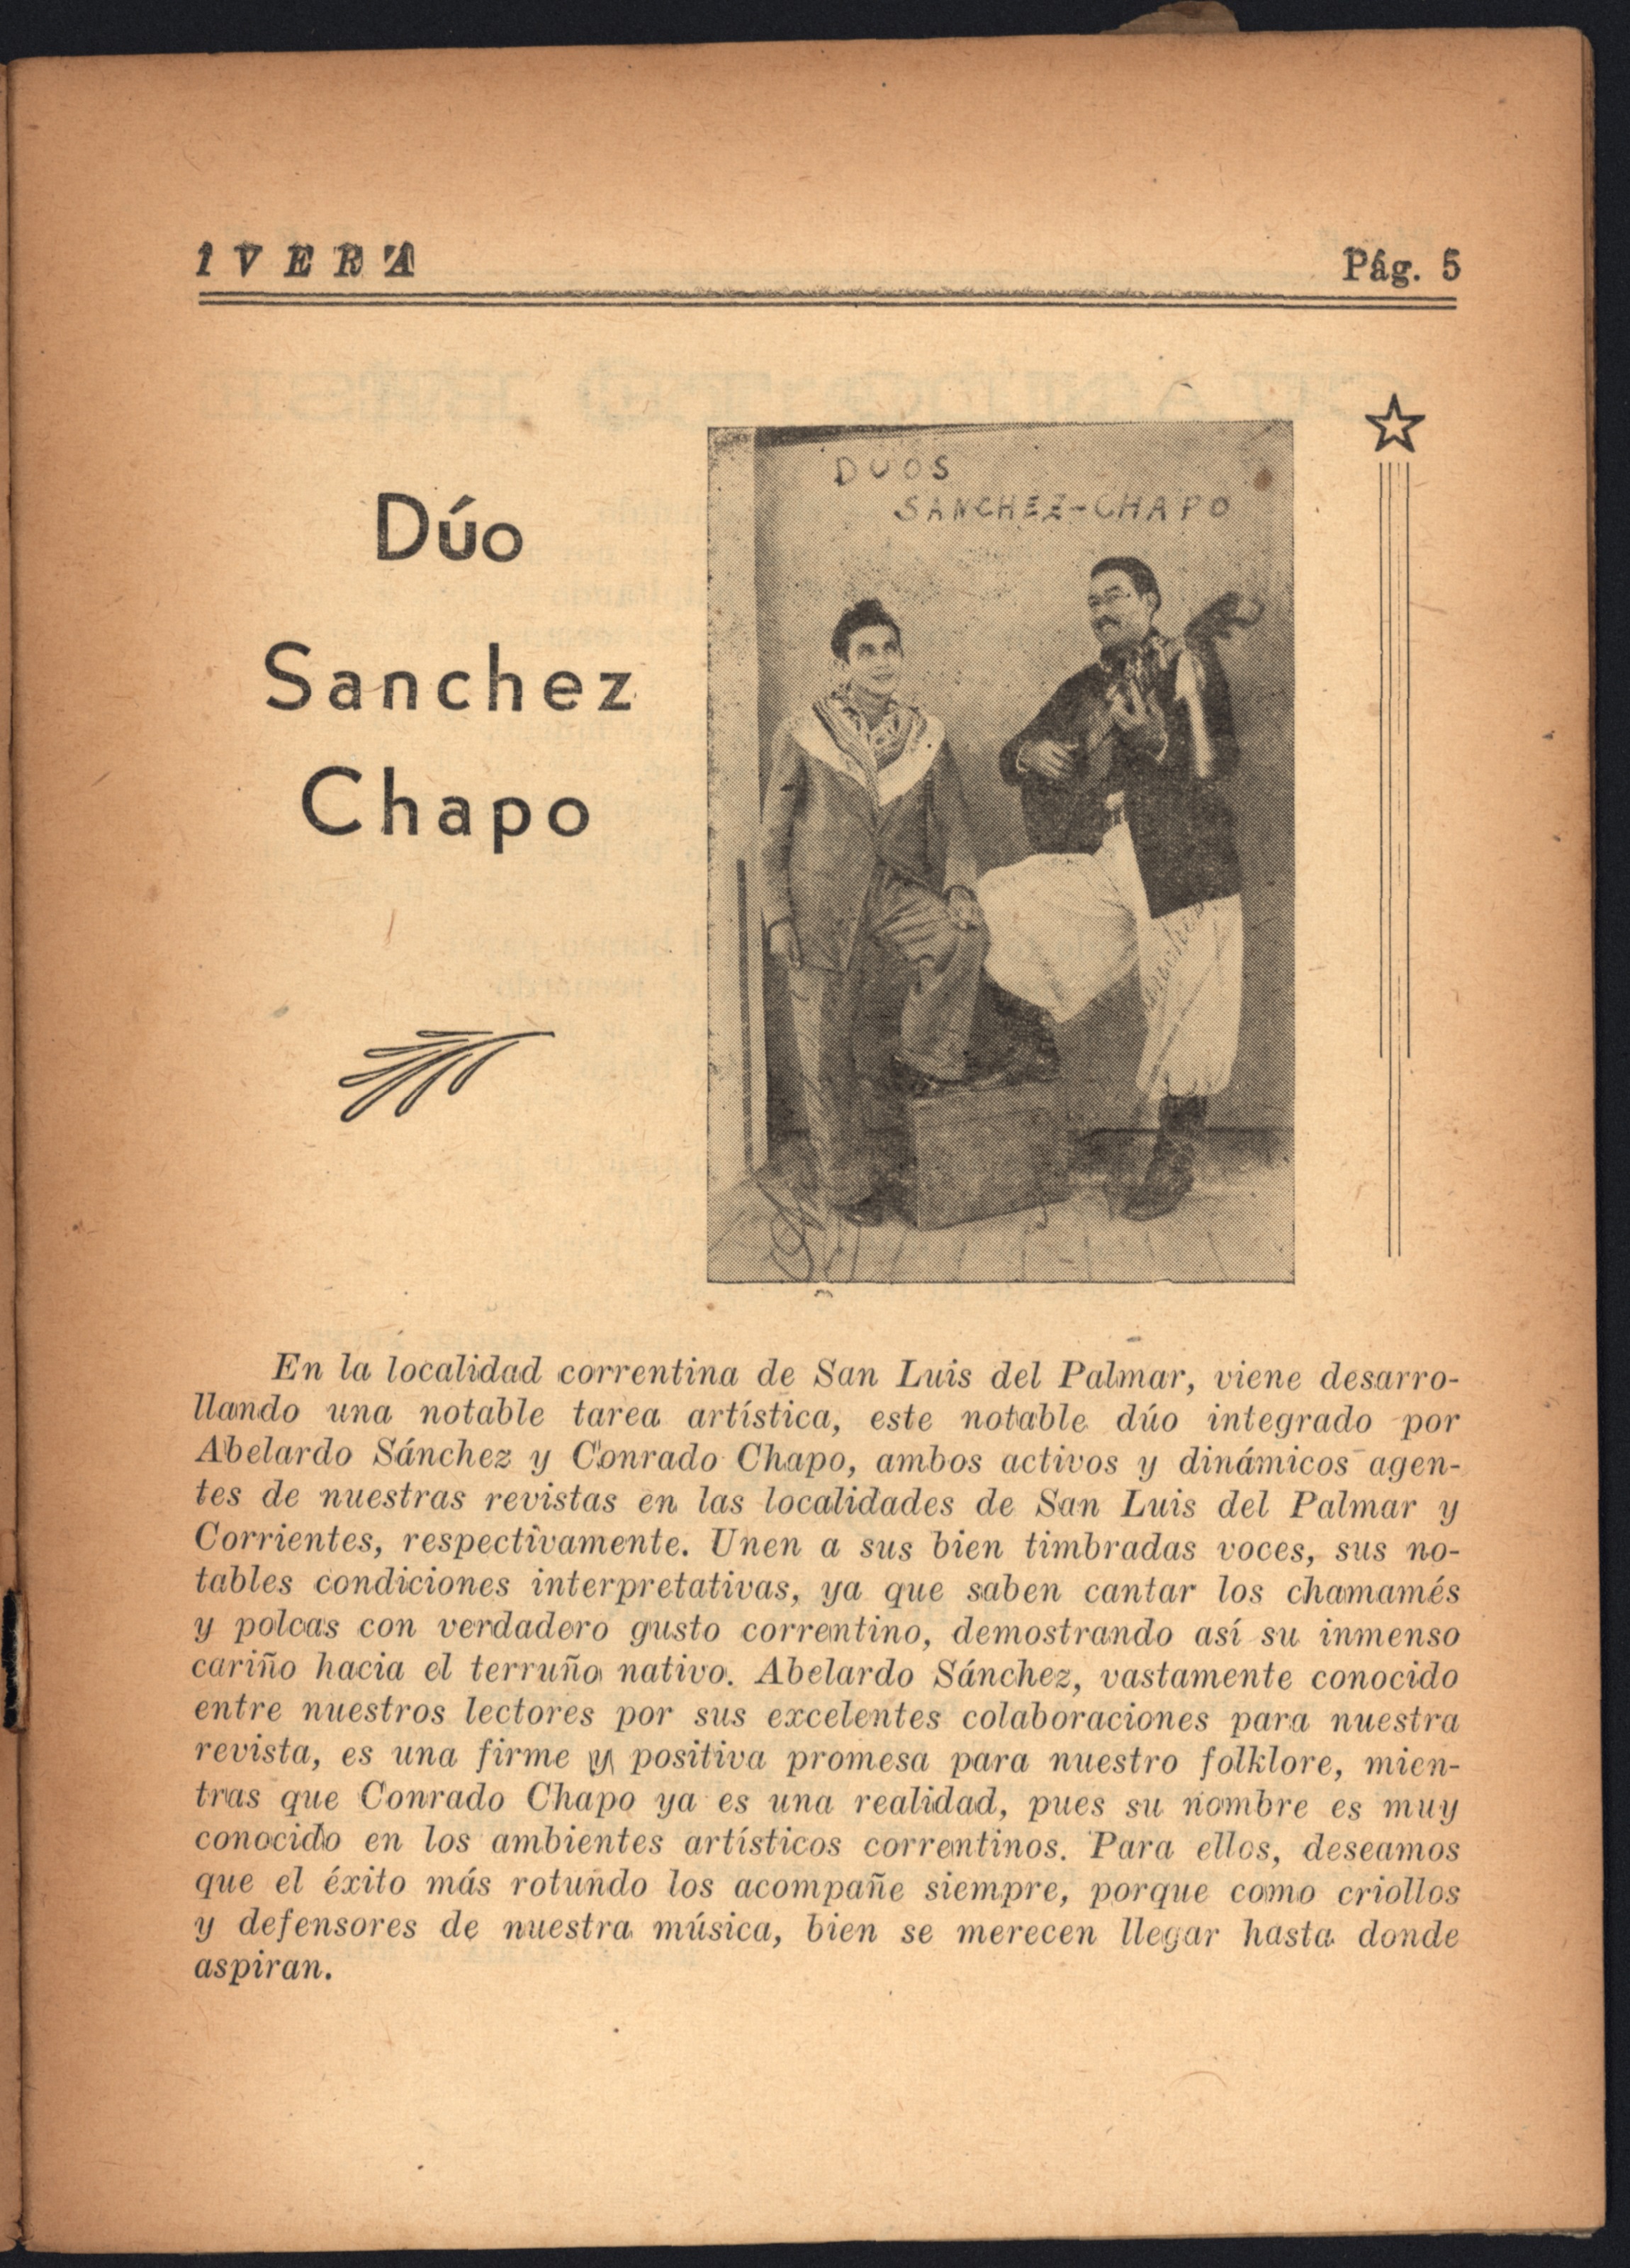 IVERA
Pág. 5
Dúo
Sanchez
Chapo
DUOS
SANCHEZ-CHAPO
En la localidad correntina de San Luis del Palmar, viene desarro-
llando una notable tarea artística, este notable dúo integrado por
Abelardo Sánchez y Conrado Chapo, ambos activos y dinámicos agen-
tes de nuestras revistas en las localidades de San Luis del Palmar y
Corrientes, respectivamente. Unen a sus bien timbradas voces, sus no-
tables condiciones interpretativas, ya que saben cantar los chamamés
y polcas con verdadero gusto correntino, demostrando así su inmenso
cariño hacia el terruño nativo. Abelardo Sánchez, vastamente conocido
entre nuestros lectores por sus excelentes colaboraciones para nuestra
revista, es una firme y positiva promesa para nuestro folklore, mien-
tras que Conrado Chapo ya es una realidad, pues su nombre es muy
conocido en los ambientes artísticos correntinos. Para ellos, deseamos
que el éxito más rotundo los acompañe siempre, porque como criollos
y defensores de nuestra música, bien se merecen llegar hasta donde
aspiran.